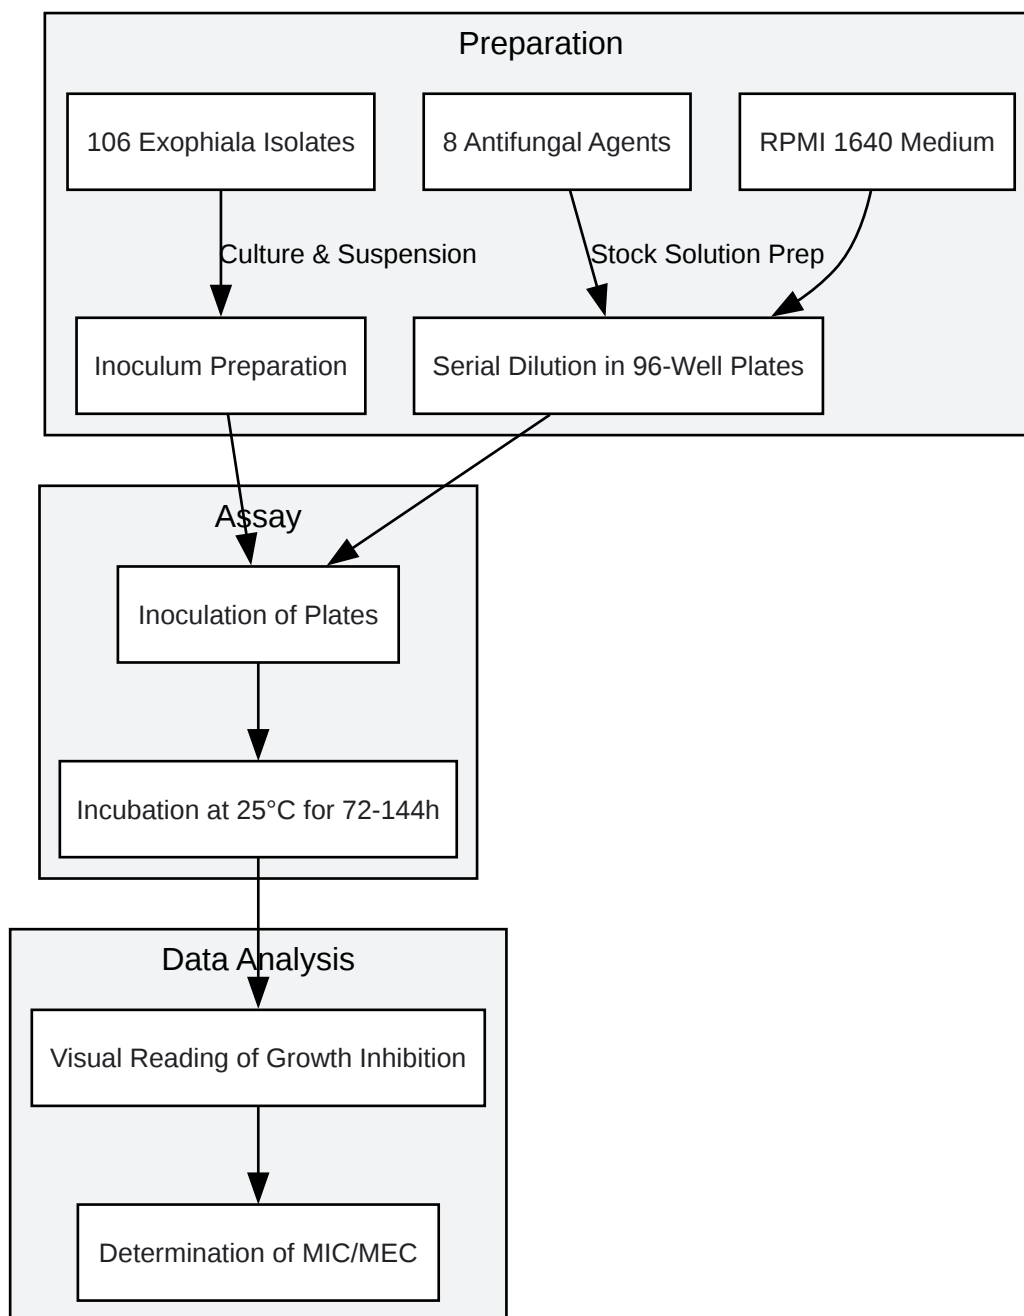 Preparation
106 Exophiala Isolates
8 Antifungal Agents
RPMI 1640 Medium
Culture & Suspension
Stock Solution Prep
Inoculum Preparation
Serial Dilution in 96-Well Plates
Assay
Inoculation of Plates
Incubation at 25°C for 72-144h
Data Analysis
Visual Reading of Growth Inhibition
Determination of MIC/MEC